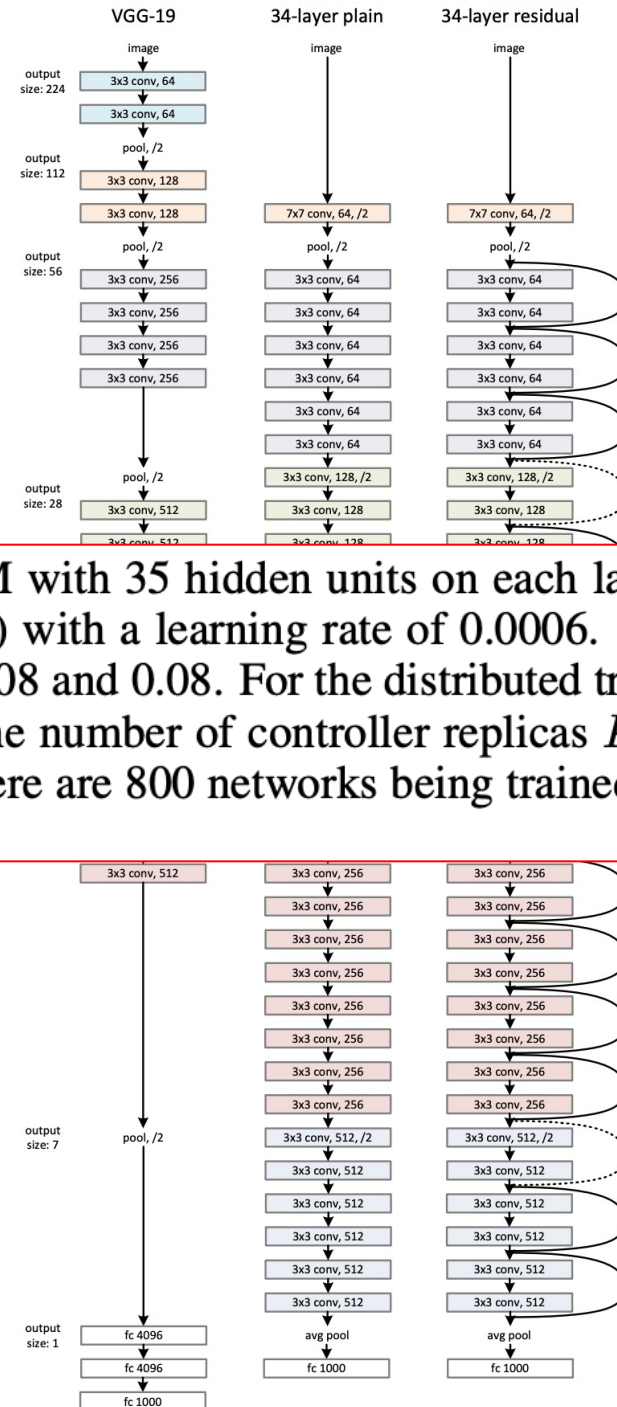 VGG-19
image
output
size: 224
3x3 conv, 64
3x3 conv, 64
pool, /2
output
size: 112
3x3 conv, 128
3x3 conv, 128
pool, /2
output
size: 56
3x3 conv, 256
3x3 conv, 256
3x3 conv, 256
3x3 conv, 256
pool, /2
output
size: 28
3x3 conv, 512
3x3 conv, 512
34-layer plain
image
7x7 conv, 64, /2
pool, /2
3x3 conv, 64
3x3 conv, 64
3x3 conv, 64
3x3 conv, 64
3x3 conv, 64
3x3 conv, 64
3x3 conv, 128, /2
3x3 conv, 128
3x3 conv, 128
34-layer residual
image
7x7 conv, 64, /2
pool, /2
3x3 conv, 64
3x3 conv, 64
3x3 conv, 64
3x3 conv, 64
3x3 conv, 64
3x3 conv, 64
3x3 conv, 128, /2
3x3 conv, 128
3x3 conv, 128
with 35 hidden units on each la
) with a learning rate of 0.0006.
08 and 0.08. For the distributed tr
number of controller replicas
ere are 800 networks being trained
3x3 conv, 512
output
size: 7
pool, /2
output
size: 1
fc 4096
fc 4096
fc 1000
3x3 conv, 256
3x3 conv, 256
3x3 conv, 256
3x3 conv, 256
3x3 conv, 256
3x3 conv, 256
3x3 conv, 256
3x3 conv, 256
3x3 conv, 512, /2
3x3 conv, 512
3x3 conv, 512
3x3 conv, 512
3x3 conv, 512
3x3 conv, 512
avg pool
fc 1000
3x3 conv, 256
3x3 conv, 256
3x3 conv, 256
3x3 conv, 256
3x3 conv, 256
3x3 conv, 256
3x3 conv, 256
3x3 conv, 256
3x3 conv, 512, /2
3x3 conv, 512
3x3 conv, 512
3x3 conv, 512
3x3 conv, 512
3x3 conv, 512
avg pool
fc 1000